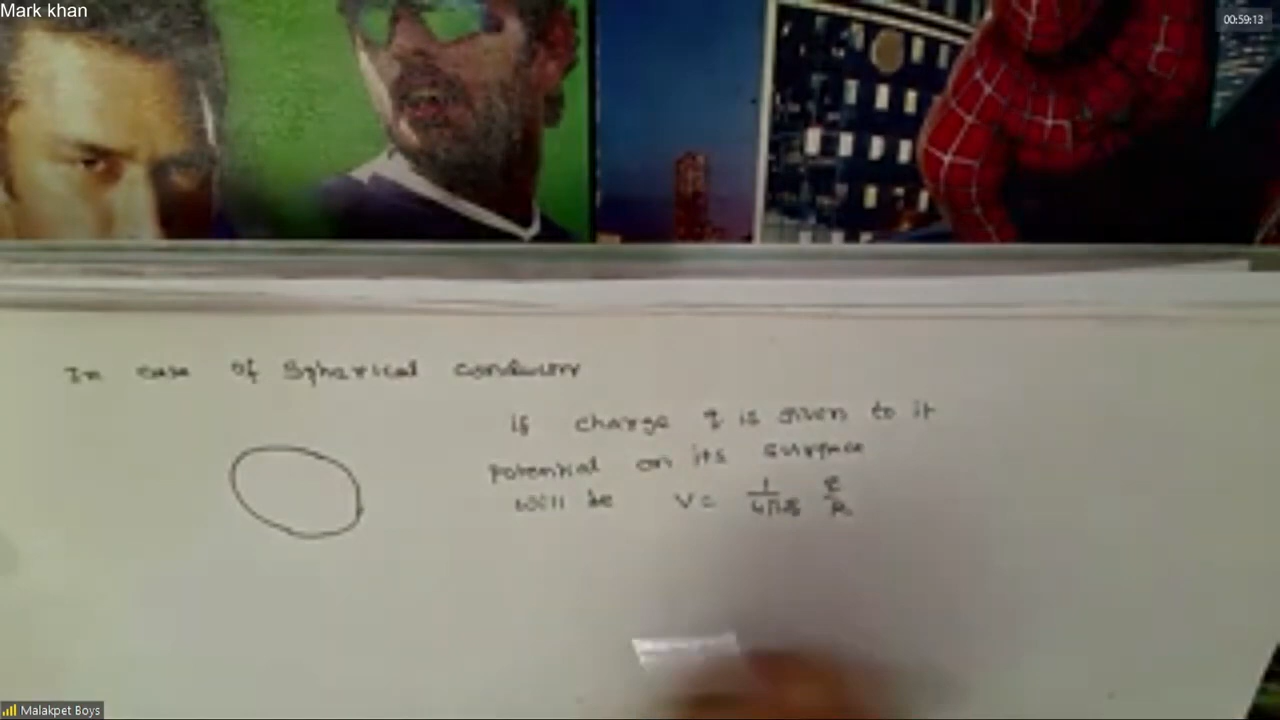 Mark khan
00:59:13
In case of Spharical conductor
if charge q is given to it
Potential on its surface
will be V= 1/4πε₀ q/R
Malakpet Boys